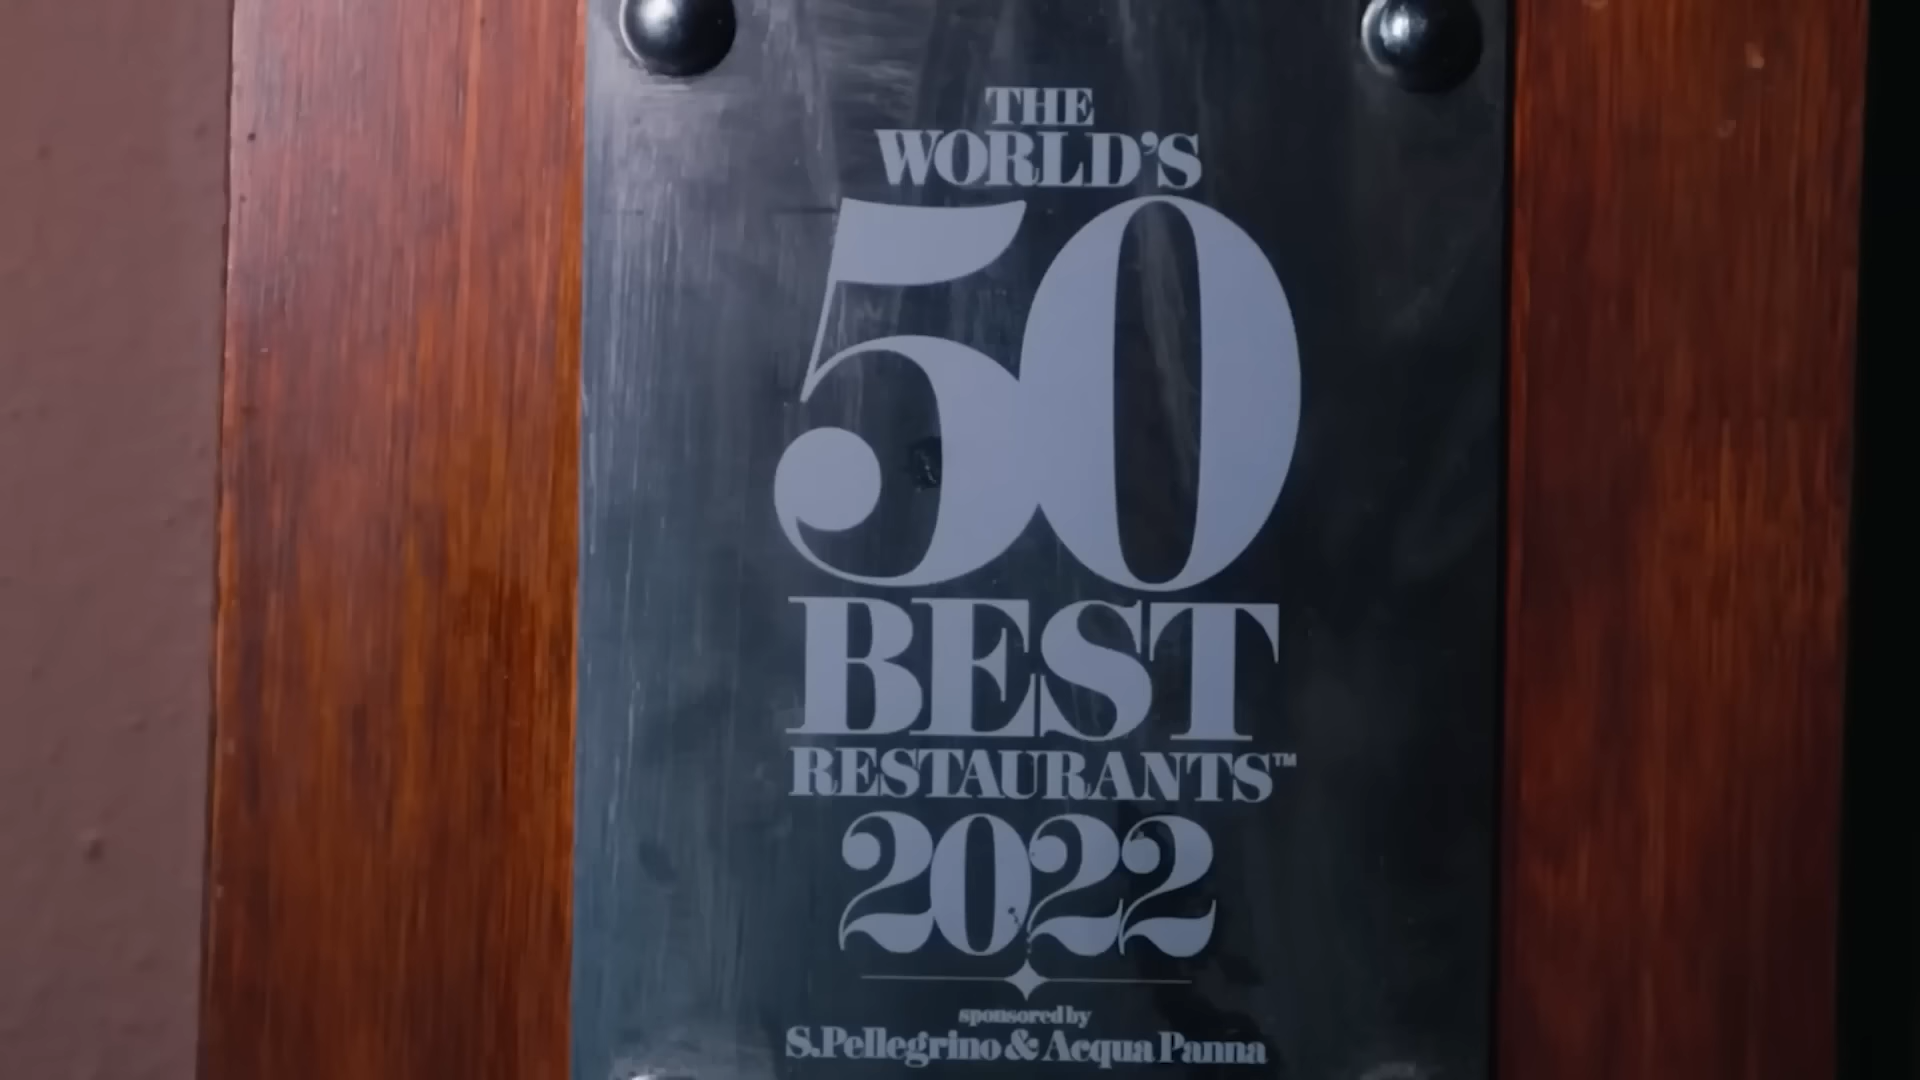 THE
WORLD'S
50
BEST
RESTAURANTS™
2022
sponsored by
S.Pellegrino & Acqua Panna